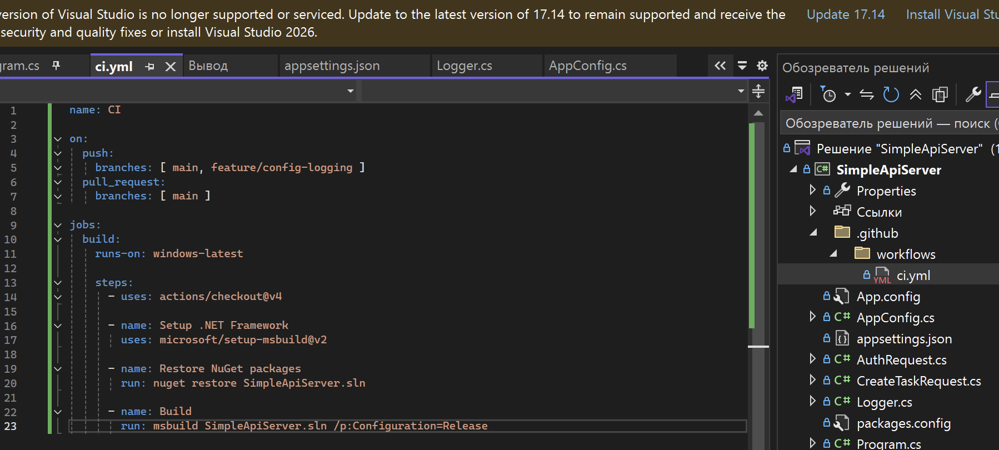 version of Visual Studio is no longer supported or serviced. Update to the latest version of 17.14 to remain supported and receive the
security and quality fixes or install Visual Studio 2026.
Update 17.14
Install Visual Stu
gram.cs
ci.yml
Вывод
appsettings.json
Logger.cs
AppConfig.cs
1 name: CI
2
3 on:
4 push:
5 branches: [ main, feature/config-logging ]
6 pull_request:
7 branches: [ main ]
8
9 jobs:
10 build:
11 runs-on: windows-latest
12
13 steps:
14 - uses: actions/checkout@v4
15
16 - name: Setup .NET Framework
17 uses: microsoft/setup-msbuild@v2
18
19 - name: Restore NuGet packages
20 run: nuget restore SimpleApiServer.sln
21
22 - name: Build
23 run: msbuild SimpleApiServer.sln /p:Configuration=Release
Обозреватель решений
Обозреватель решений — поиск (
Решение "SimpleApiServer" (1
C# SimpleApiServer
Properties
Ссылки
.github
workflows
YML ci.yml
App.config
C# AppConfig.cs
appsettings.json
C# AuthRequest.cs
C# CreateTaskRequest.cs
C# Logger.cs
packages.config
C# Program.cs